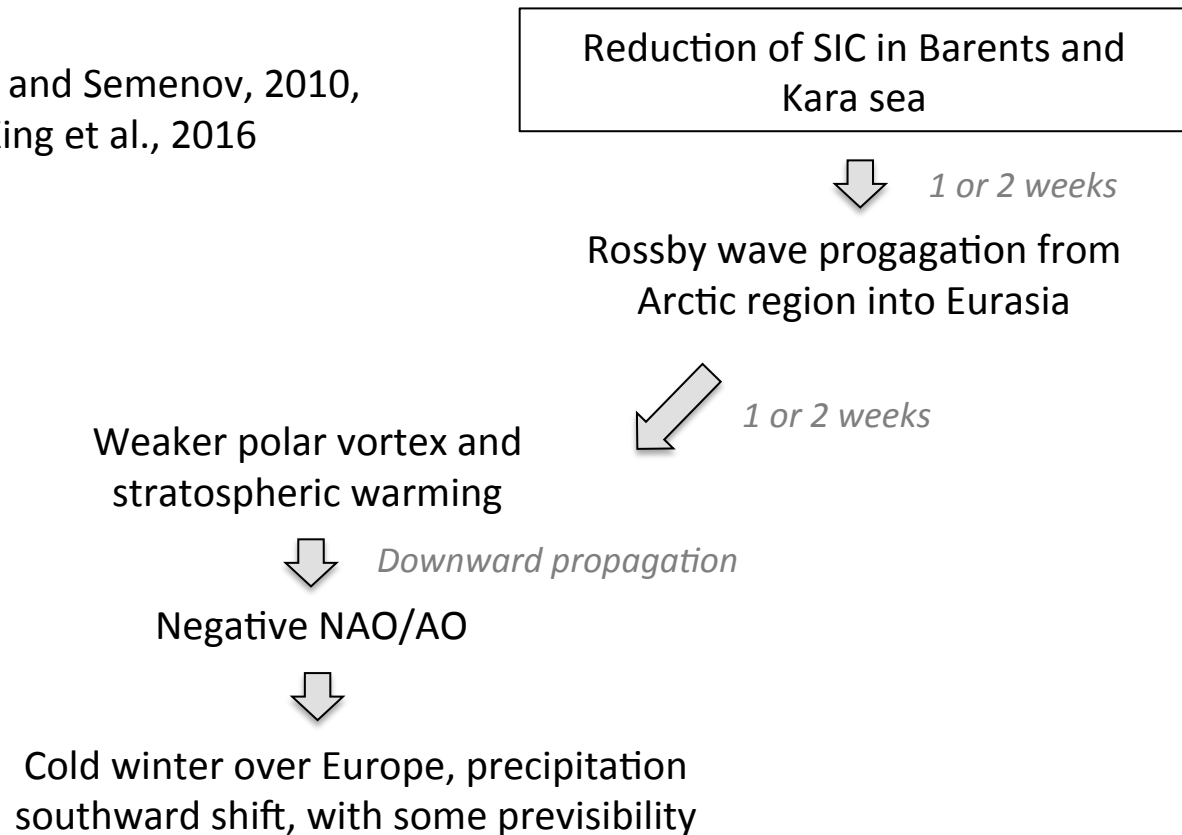 and Semenov, 2010,
ing et al., 2016
Reduction of SIC in Barents and
Kara sea
1 or 2 weeks
Rossby wave progagation from
Arctic region into Eurasia
1 or 2 weeks
Weaker polar vortex and
stratospheric warming
Downward propagation
Negative NAO/AO
Cold winter over Europe, precipitation
southward shift, with some previsibility